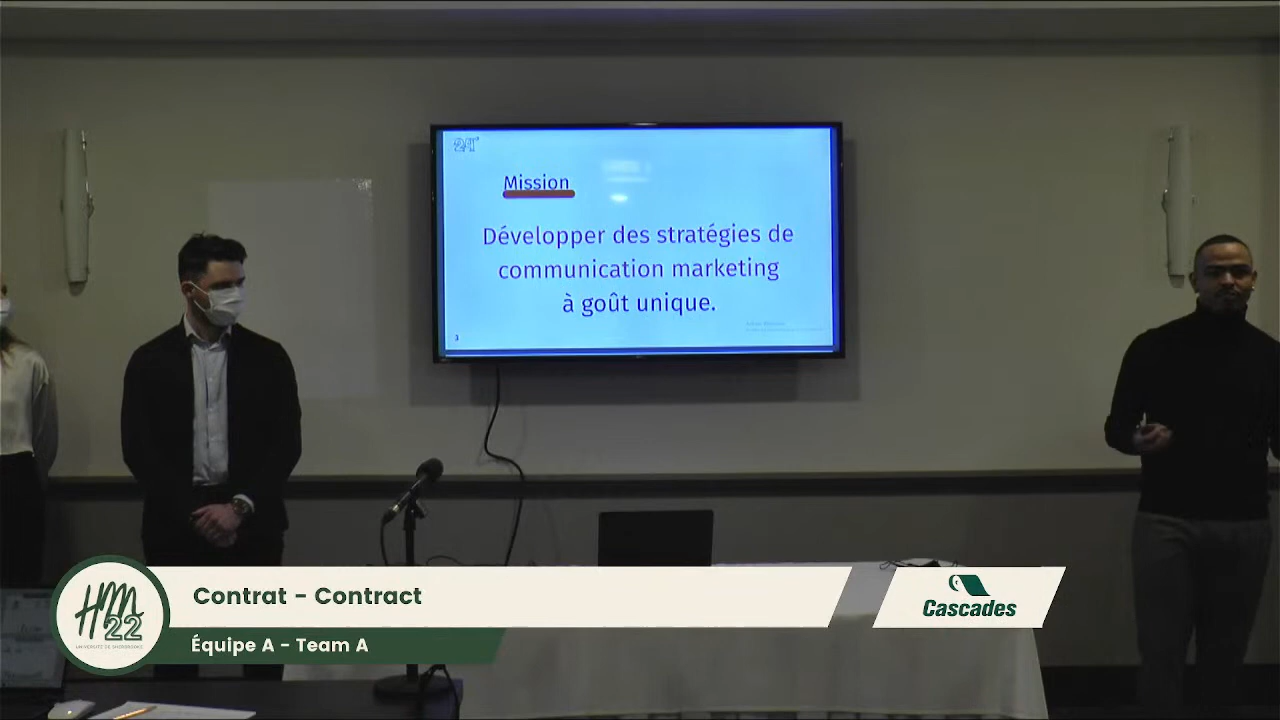 Mission
Développer des stratégies de
communication marketing
à goût unique.
3
Contrat - Contract
Cascades
HM
22
UNIVERSITÉ DE SHERBROOKE
Équipe A - Team A